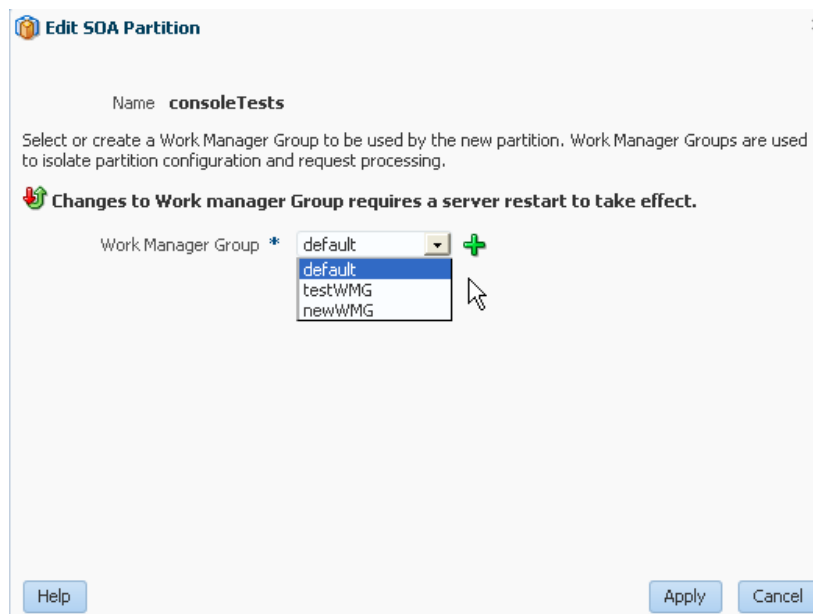 Edit SOA Partition
Name consoleTests
Select or create a Work Manager Group to be used by the new partition. Work Manager Groups are used
to isolate partition configuration and request processing.
Changes to Work manager Group requires a server restart to take effect.
Work Manager Group * default
default
testWMG
newWMG
Help Apply Cancel